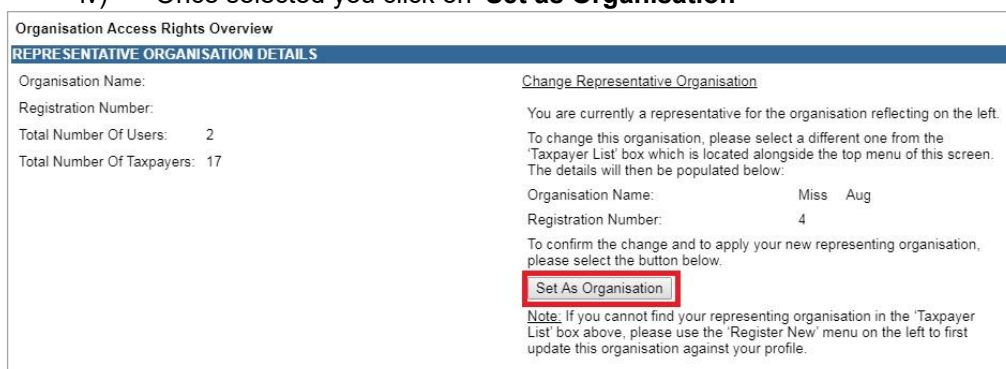 iv) Once selected you click on 'Set as Organisation'
Organisation Access Rights Overview
REPRESENTATIVE ORGANISATION DETAILS
Organisation Name:
Registration Number:
Total Number Of Users: 2
Total Number Of Taxpayers: 17
Change Representative Organisation
You are currently a representative for the organisation reflecting on the left.
To change this organisation, please select a different one from the
'Taxpayer List' box which is located alongside the top menu of this screen.
The details will then be populated below:
Organisation Name: Miss Aug
Registration Number: 4
To confirm the change and to apply your new representing organisation,
please select the button below.
Set As Organisation
Note: If you cannot find your representing organisation in the 'Taxpayer
List' box above, please use the 'Register New' menu on the left to first
update this organisation against your profile.